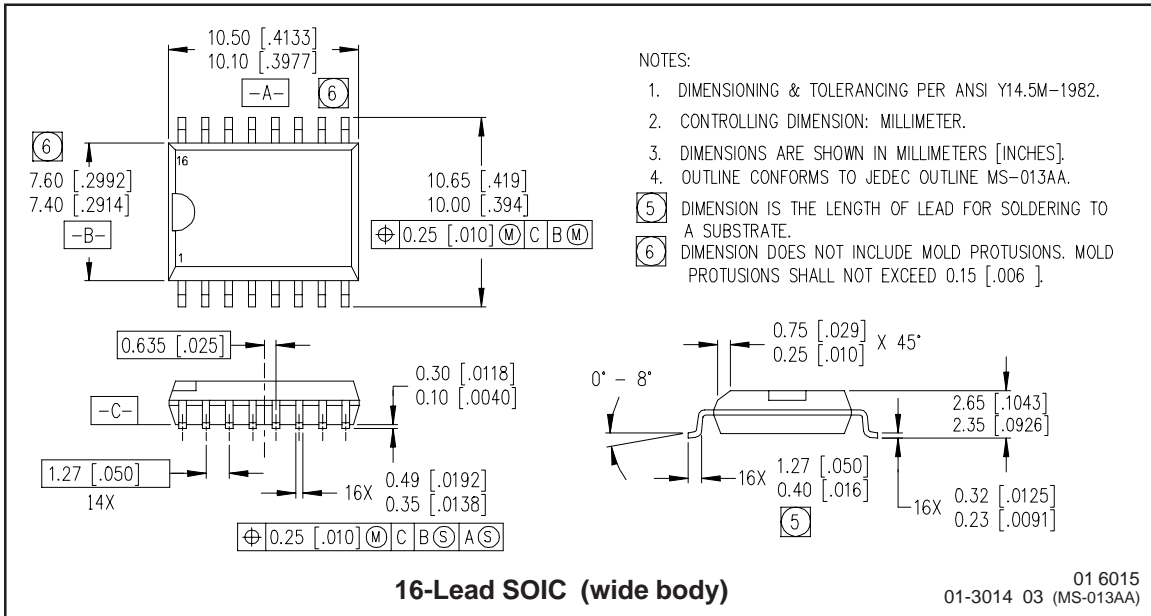 10.50 [.4133]
10.10 [.3977]
-A-
6
6
7.60 [.2992]
7.40 [.2914]
-B-
16
1
10.65 [.419]
10.00 [.394]
⌖ 0.25 [.010] Ⓜ C B Ⓜ
NOTES:
1. DIMENSIONING & TOLERANCING PER ANSI Y14.5M-1982.
2. CONTROLLING DIMENSION: MILLIMETER.
3. DIMENSIONS ARE SHOWN IN MILLIMETERS [INCHES].
4. OUTLINE CONFORMS TO JEDEC OUTLINE MS-013AA.
5 DIMENSION IS THE LENGTH OF LEAD FOR SOLDERING TO
A SUBSTRATE.
6 DIMENSION DOES NOT INCLUDE MOLD PROTUSIONS. MOLD
PROTUSIONS SHALL NOT EXCEED 0.15 [.006 ].
0.635 [.025]
-C-
0.30 [.0118]
0.10 [.0040]
1.27 [.050]
14X
16X 0.49 [.0192]
0.35 [.0138]
⌖ 0.25 [.010] Ⓜ C B Ⓢ A Ⓢ
0.75 [.029]
0.25 [.010]
X 45°
0° - 8°
2.65 [.1043]
2.35 [.0926]
16X 1.27 [.050]
0.40 [.016]
5
16X 0.32 [.0125]
0.23 [.0091]
16-Lead SOIC (wide body)
01 6015
01-3014 03 (MS-013AA)